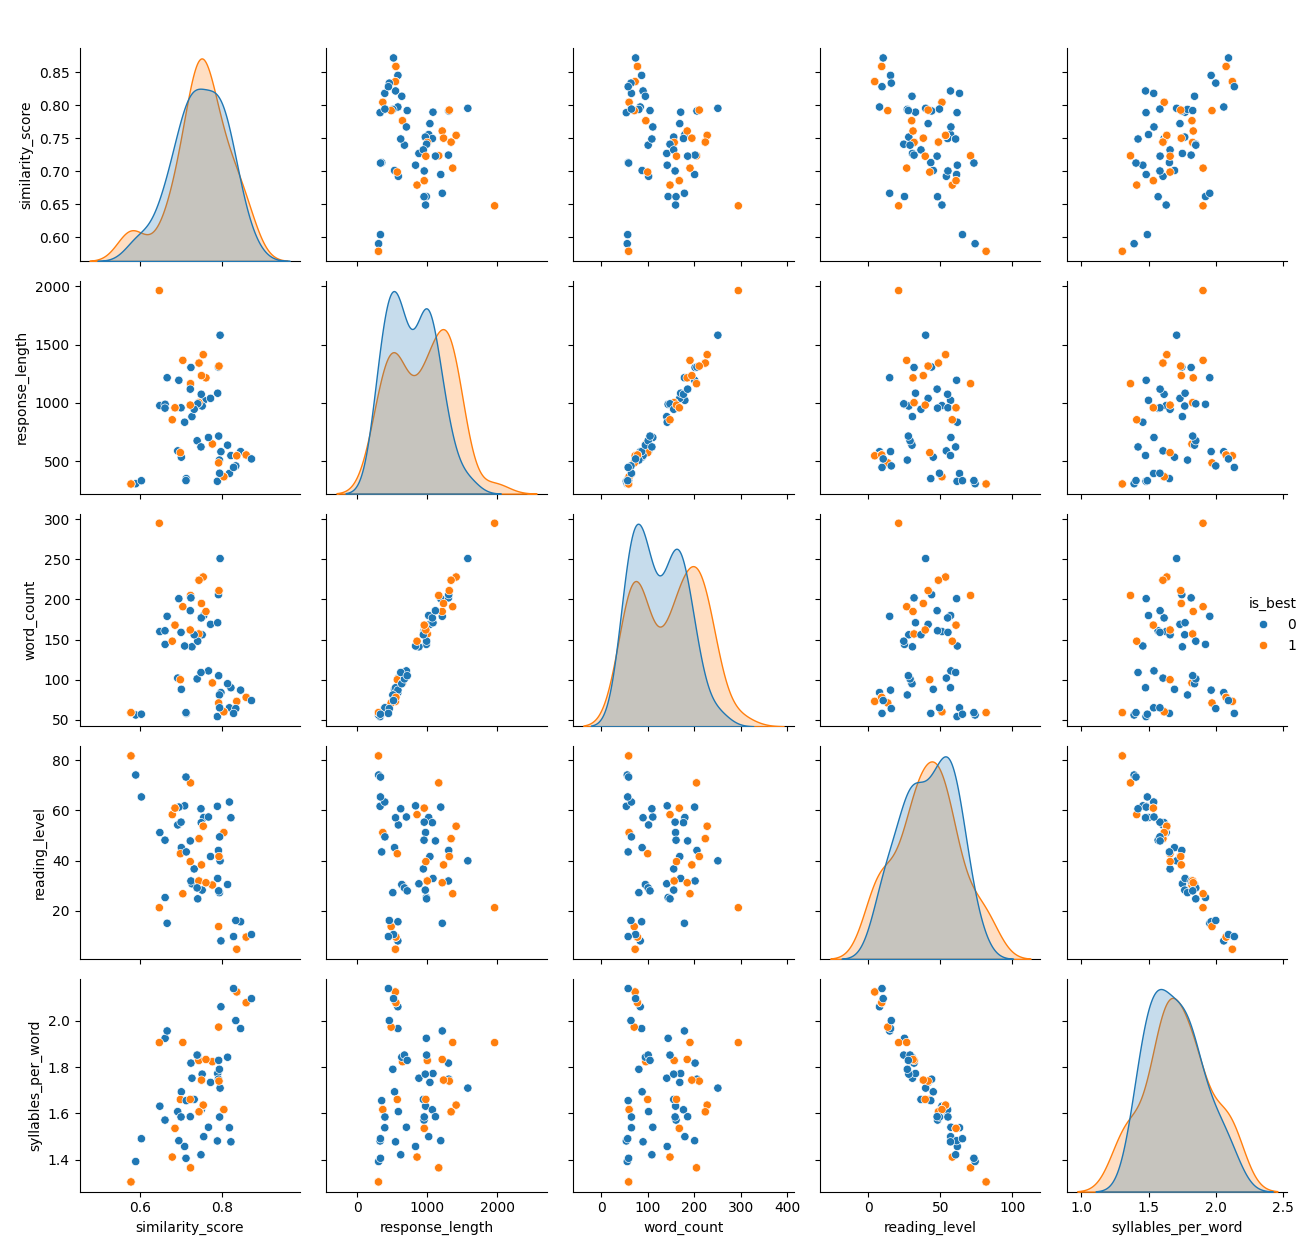 0.85
0.80
0.75
0.70
0.65
0.60
similarity_score
2000
1500
1000
500
response_length
300
250
200
150
100
50
word_count
is_best
0
1
80
60
40
20
reading_level
2.0
1.8
1.6
1.4
syllables_per_word
0.6 0.8
similarity_score
0 1000 2000
response_length
0 100 200 300 400
word_count
0 50 100
reading_level
1.0 1.5 2.0 2.5
syllables_per_word